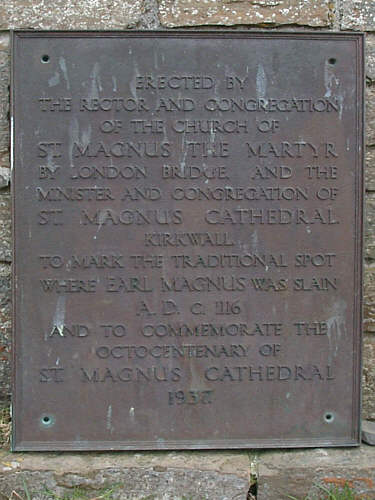 ERECTED BY
THE RECTOR AND CONGREGATION
OF THE CHURCH OF
ST. MAGNUS THE MARTYR
BY LONDON BRIDGE. AND THE
MINISTER AND CONGREGATION OF
ST. MAGNUS CATHEDRAL.
KIRKWALL
TO MARK THE TRADITIONAL SPOT
WHERE EARL MAGNUS WAS SLAIN
A. D. c. 1116
AND TO COMMEMORATE THE
OCTOCENTENARY OF
ST. MAGNUS CATHEDRAL
1937.